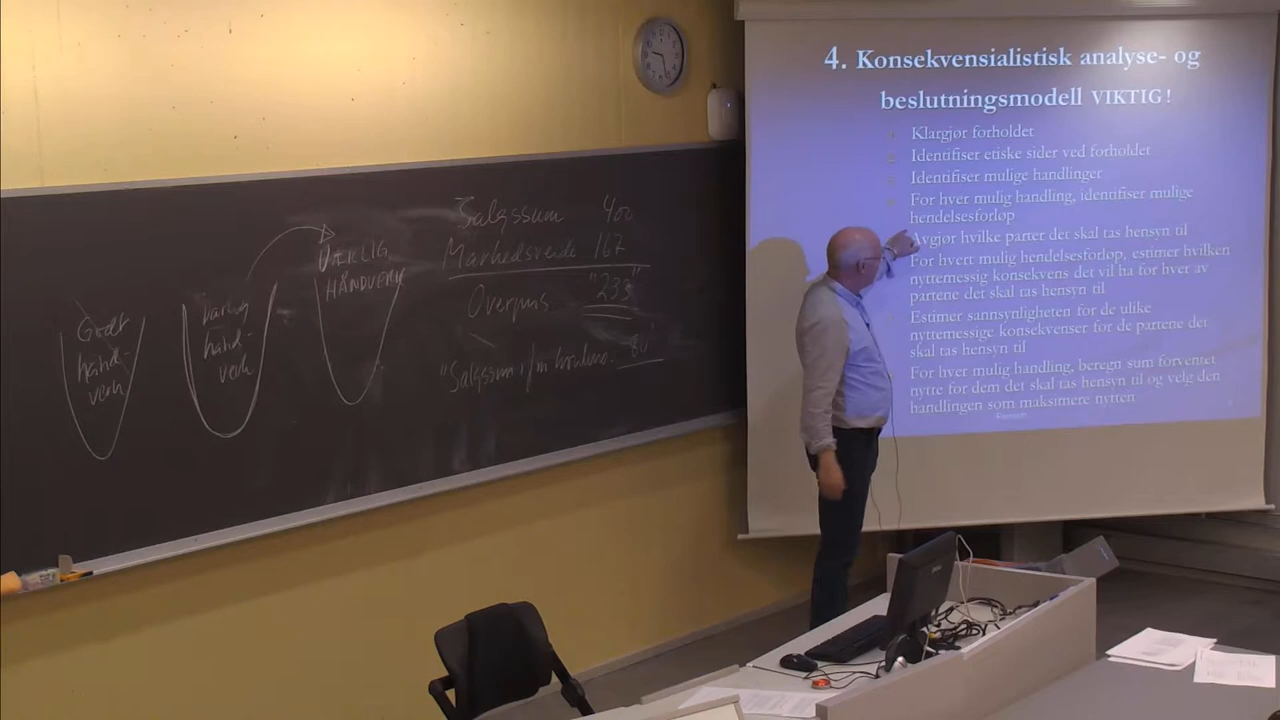 4. Konsekvensialistisk analyse- og
beslutningsmodell VIKTIG!
Klargjør forholdet
Identifiser etiske sider ved forholdet
Identifiser mulige handlinger
For hver mulig handling, identifiser mulige
hendelsesforløp
Avgjør hvilke parter det skal tas hensyn til
For hvert mulig hendelsesforløp, estimer hvilken
nyttemessig konsekvens det vil ha for hver av
partene det skal tas hensyn til
Estimer sannsynligheten for de ulike
nyttemessige konsekvenser for de partene det
skal tas hensyn til
For hver mulig handling, beregn sum forventet
nytte for dem det skal tas hensyn til og velg den
handlingen som maksimere nytten
Godt
hånd-
verk
Dårlig
hånd-
verk
HÅNDVERK
Salgssum 400
Markedsverdi 167
Overpris "233"
"Salgssum